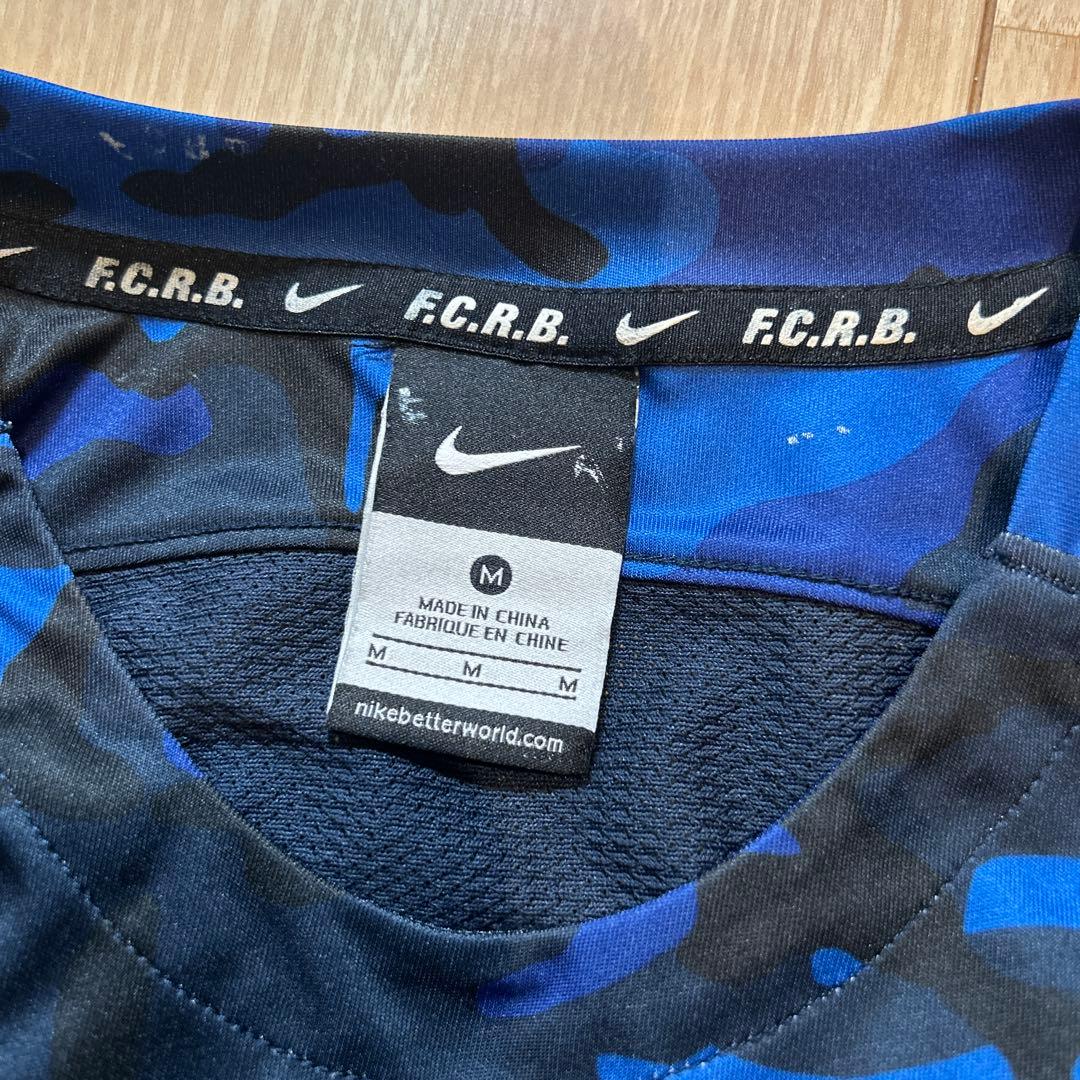 F.C.R.B. F.C.R.B. F.C.R.B.
M
MADE IN CHINA
FABRIQUE EN CHINE
M M M
nikebetterworld.com